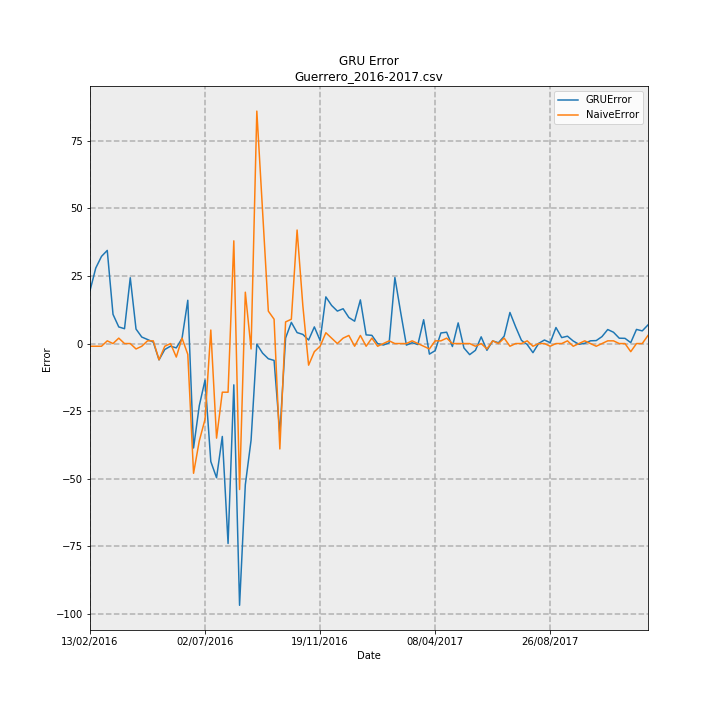 GRU Error
Guerrero_2016-2017.csv
GRUError
NaiveError
75
50
25
0
−25
−50
−75
−100
Error
13/02/2016
02/07/2016
19/11/2016
08/04/2017
26/08/2017
Date